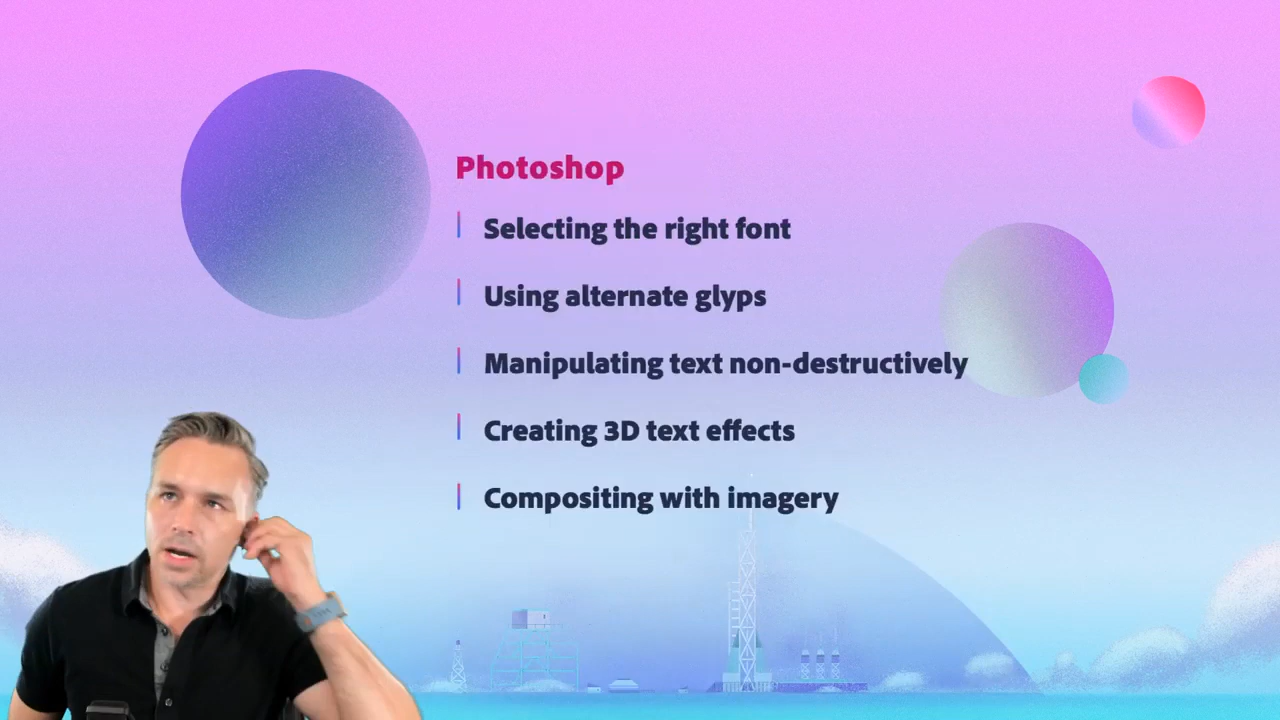 Photoshop
Selecting the right font
Using alternate glyps
Manipulating text non-destructively
Creating 3D text effects
Compositing with imagery